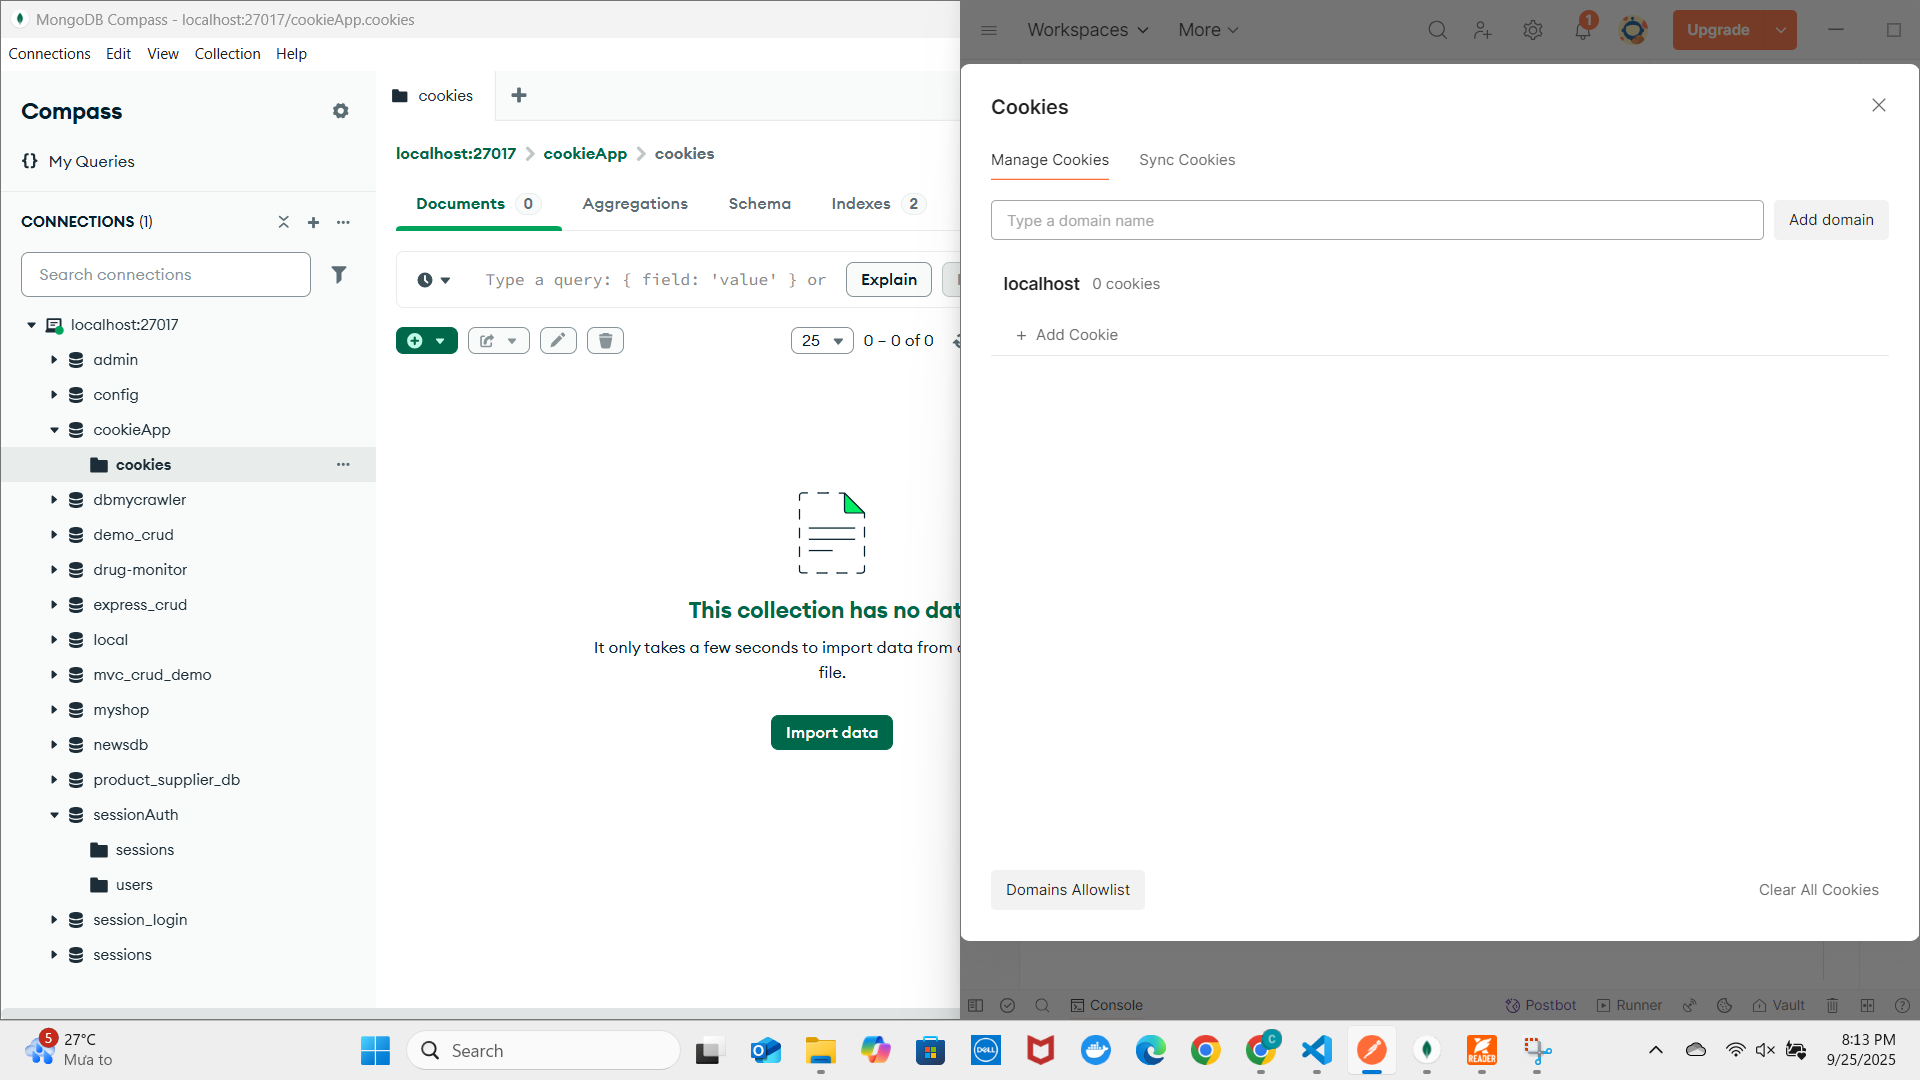 MongoDB Compass - localhost:27017/cookieApp.cookies
Connections Edit View Collection Help
Compass
{} My Queries
CONNECTIONS (1)
Search connections
localhost:27017
admin
config
cookieApp
cookies
dbmycrawler
demo_crud
drug-monitor
express_crud
local
mvc_crud_demo
myshop
newsdb
product_supplier_db
sessionAuth
sessions
users
session_login
sessions
cookies
localhost:27017 cookieApp cookies
Documents 0 Aggregations Schema Indexes 2
Type a query: { field: 'value' } or Explain
25 0 – 0 of 0
This collection has no dat
It only takes a few seconds to import data from
file.
Import data
Workspaces More 1 Upgrade
Cookies
Manage Cookies Sync Cookies
Type a domain name Add domain
localhost 0 cookies
+ Add Cookie
Domains Allowlist Clear All Cookies
Console Postbot Runner Vault
5 27°C
Mưa to
Search
DELL
C
READER
8:13 PM
9/25/2025